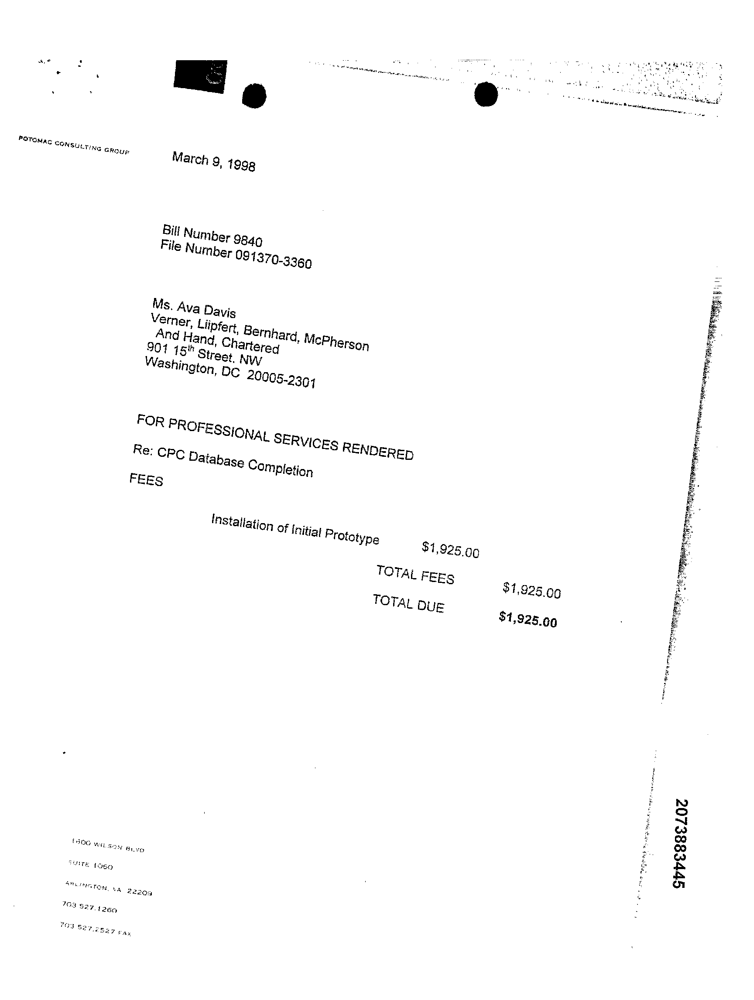 POTOMAC CONSULTING GROUP
March 9, 1998
Bill Number 9840
File Number 091370-3360
Ms. Ava Davis
Verner, Liipfert, Bernhard, McPherson
And Hand, Chartered
901 15th Street. NW
Washington, DC 20005-2301
FOR PROFESSIONAL SERVICES RENDERED
Re: CPC Database Completion
FEES
Installation of Initial Prototype $1,925.00
TOTAL FEES $1,925.00
TOTAL DUE $1,925.00
WILSON BLVD
SUITE 1060
ARLINGTON, VA 22209
703 527.1260
703 527.2527 FAX
2073883445